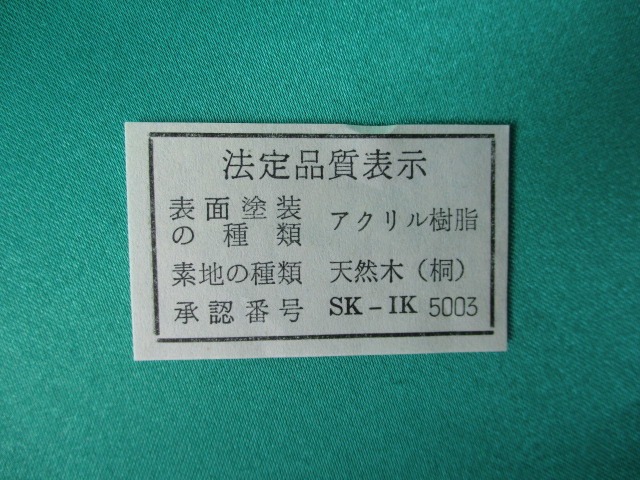 法定品質表示
表面塗装の種類 アクリル樹脂
素地の種類 天然木（桐）
承認番号 SK－IK 5003